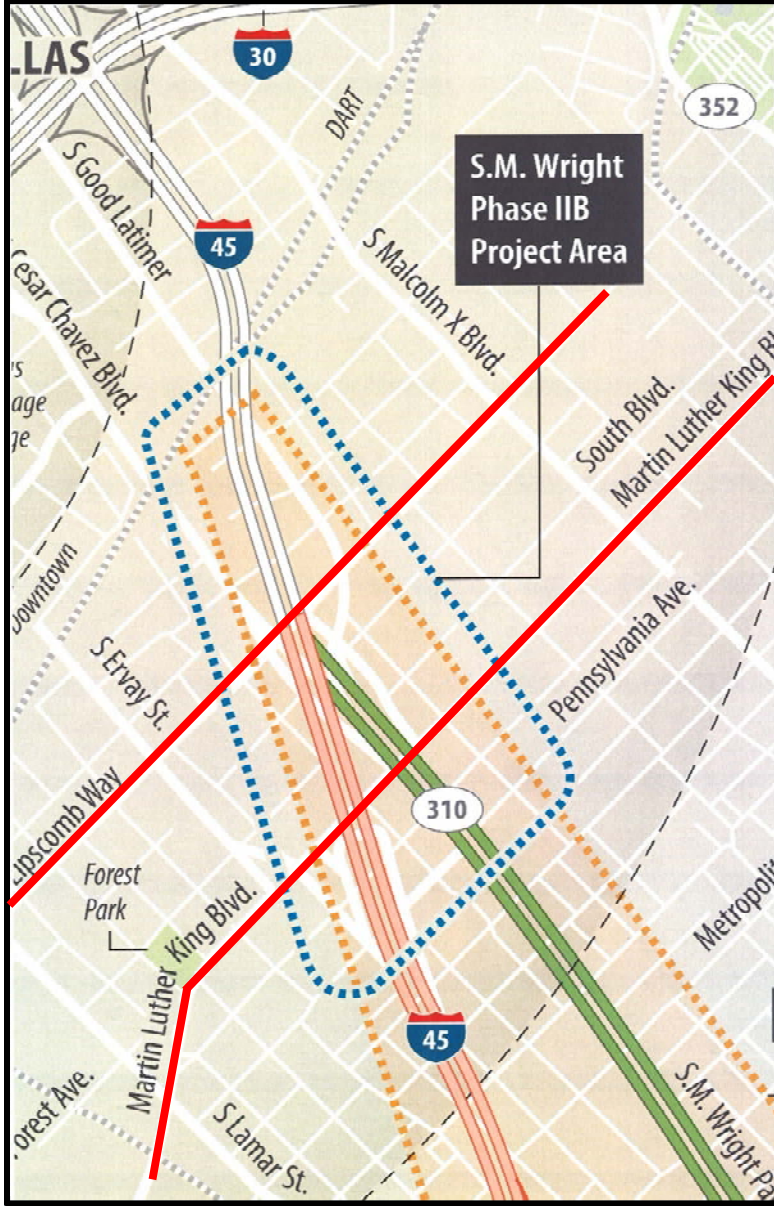 LLAS
30
352
DART
S Good Latimer
45
S.M. Wright
Phase IIB
Project Area
Cesar Chavez Blvd.
S Malcolm X Blvd.
South Blvd.
Martin Luther King Bl
age
Downtown
Pennsylvania Ave.
S Ervay St.
310
Lipscomb Way
Forest
Park
Martin Luther King Blvd.
Metropolit
45
Forest Ave.
S Lamar St.
S.M. Wright Pa